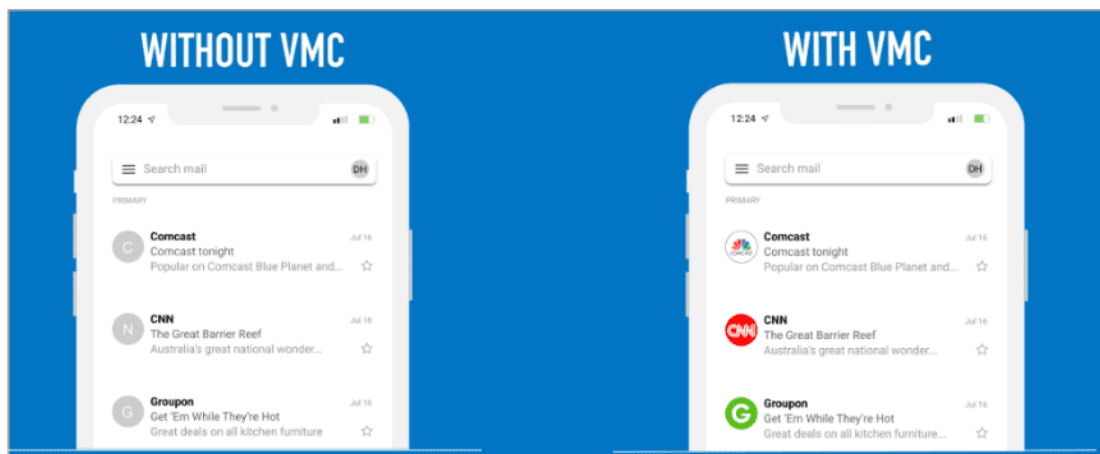 WITHOUT VMC
12:24
Search mail
DH
PRIMARY
C
Comcast
Jul 16
Comcast tonight
Popular on Comcast Blue Planet and...
N
CNN
Jul 16
The Great Barrier Reef
Australia's great national wonder...
G
Groupon
Jul 16
Get 'Em While They're Hot
Great deals on all kitchen furniture
WITH VMC
12:24
Search mail
DH
PRIMARY
COMCAST
Comcast
Jul 16
Comcast tonight
Popular on Comcast Blue Planet and...
CNN
CNN
Jul 16
The Great Barrier Reef
Australia's great national wonder...
G
Groupon
Jul 16
Get 'Em While They're Hot
Great deals on all kitchen furniture...